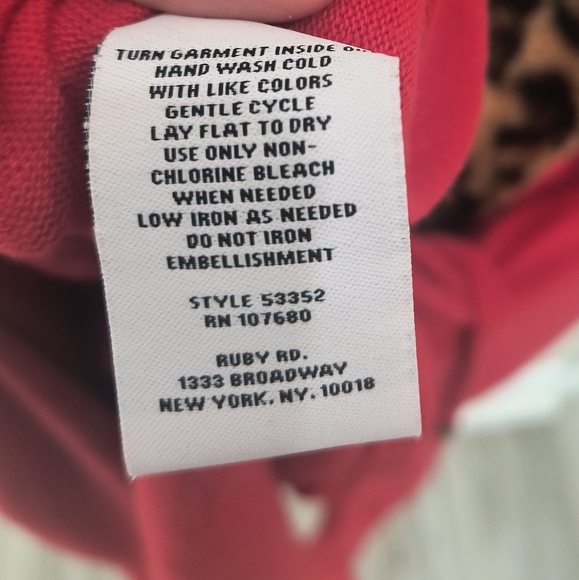 TURN GARMENT INSIDE
HAND WASH COLD
WITH LIKE COLORS
GENTLE CYCLE
LAY FLAT TO DRY
USE ONLY NON-
CHLORINE BLEACH
WHEN NEEDED
LOW IRON AS NEEDED
DO NOT IRON
EMBELLISHMENT
STYLE 53352
RN 107680
RUBY RD.
1333 BROADWAY
NEW YORK, NY, 10018